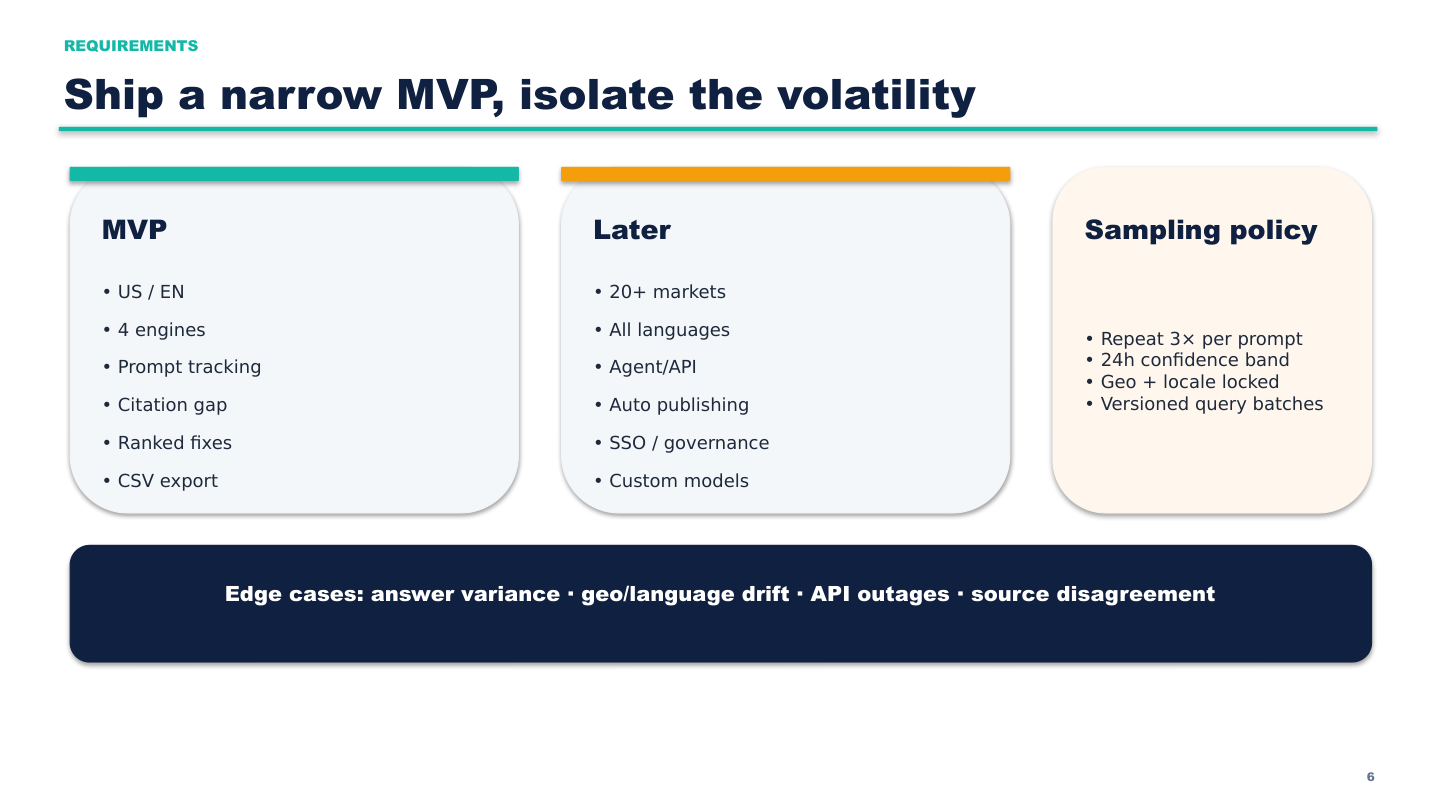 REQUIREMENTS
Ship a narrow MVP, isolate the volatility
MVP
• US / EN
• 4 engines
• Prompt tracking
• Citation gap
• Ranked fixes
• CSV export
Later
• 20+ markets
• All languages
• Agent/API
• Auto publishing
• SSO / governance
• Custom models
Sampling policy
• Repeat 3× per prompt
• 24h confidence band
• Geo + locale locked
• Versioned query batches
Edge cases: answer variance · geo/language drift · API outages · source disagreement
6